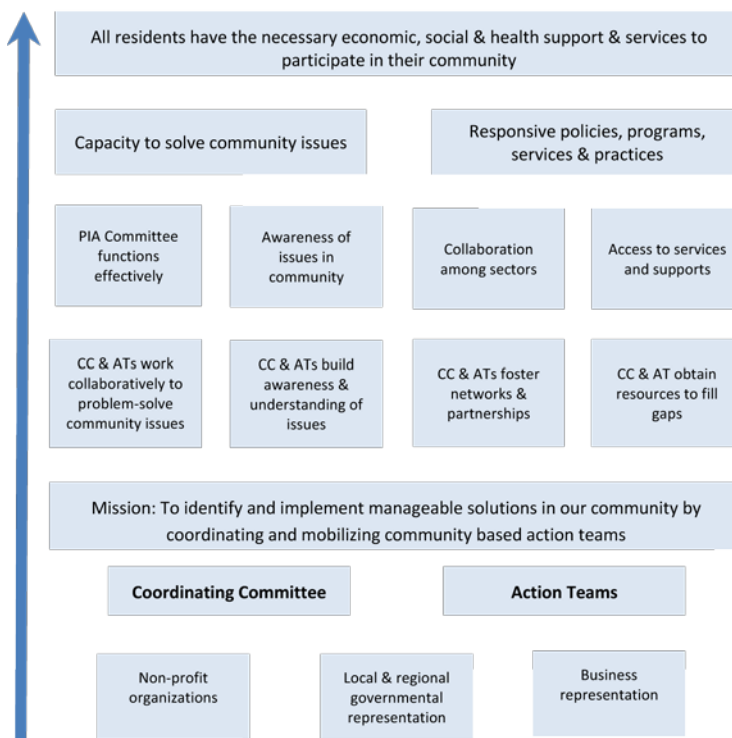 All residents have the necessary economic, social & health support & services to
participate in their community
Capacity to solve community issues
Responsive policies, programs,
services & practices
PIA Committee
functions
effectively
Awareness of
issues in
community
Collaboration
among sectors
Access to services
and supports
CC & ATs work
collaboratively to
problem-solve
community issues
CC & ATs build
awareness &
understanding of
issues
CC & ATs foster
networks &
partnerships
CC & AT obtain
resources to fill
gaps
Mission: To identify and implement manageable solutions in our community by
coordinating and mobilizing community based action teams
Coordinating Committee
Action Teams
Non-profit
organizations
Local & regional
governmental
representation
Business
representation